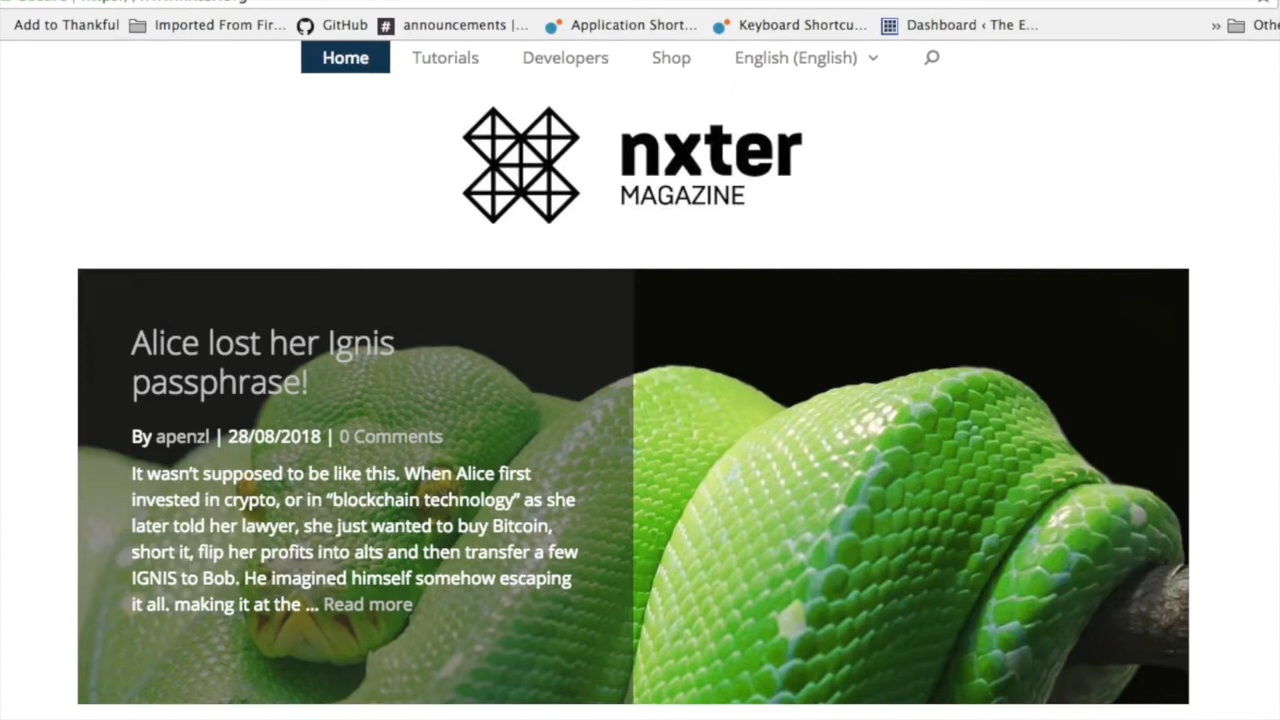 Add to Thankful Imported From Fir... GitHub # announcements |... Application Short... Keyboard Shortcu... Dashboard ‹ The E... »
Home Tutorials Developers Shop English (English)
nxter
MAGAZINE
Alice lost her Ignis
passphrase!
By apenzl | 28/08/2018 | 0 Comments
It wasn’t supposed to be like this. When Alice first
invested in crypto, or in “blockchain technology” as she
later told her lawyer, she just wanted to buy Bitcoin,
short it, flip her profits into alts and then transfer a few
IGNIS to Bob. He imagined himself somehow escaping
it all. making it at the ... Read more